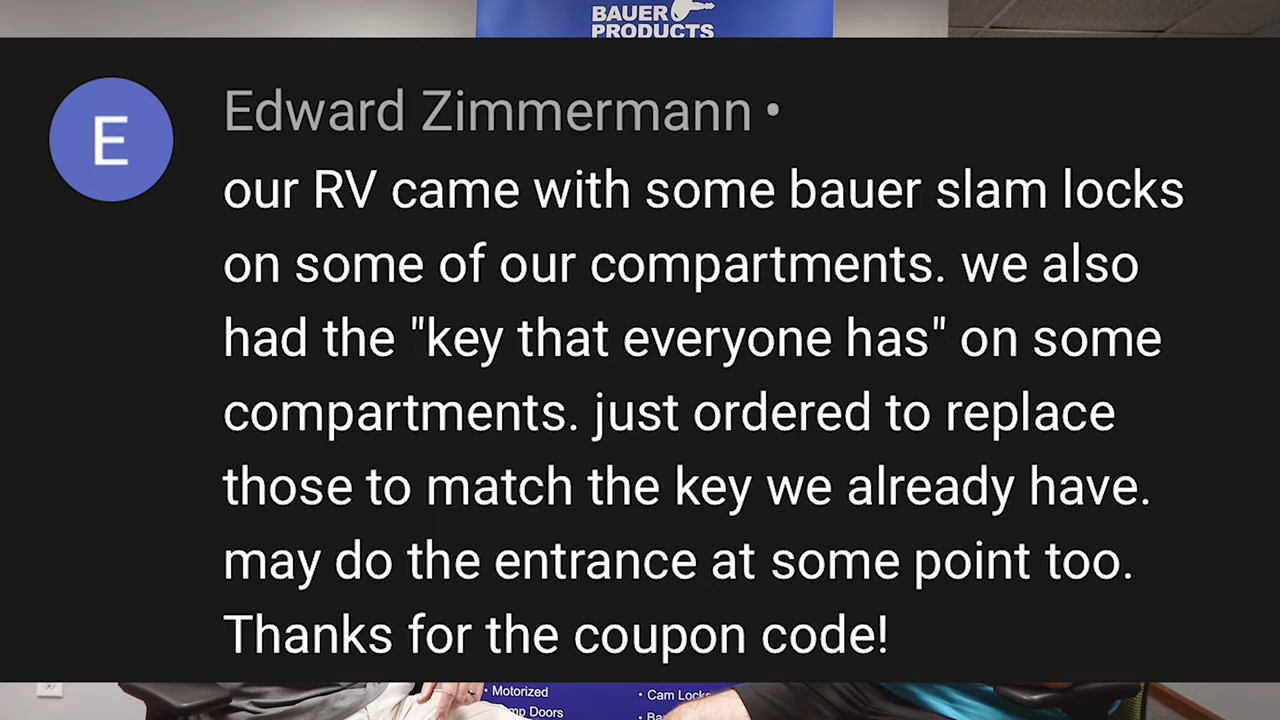 BAUER
PRODUCTS
E
Edward Zimmermann •
our RV came with some bauer slam locks
on some of our compartments. we also
had the "key that everyone has" on some
compartments. just ordered to replace
those to match the key we already have.
may do the entrance at some point too.
Thanks for the coupon code!
• Motorized
Doors
• Cam Locks